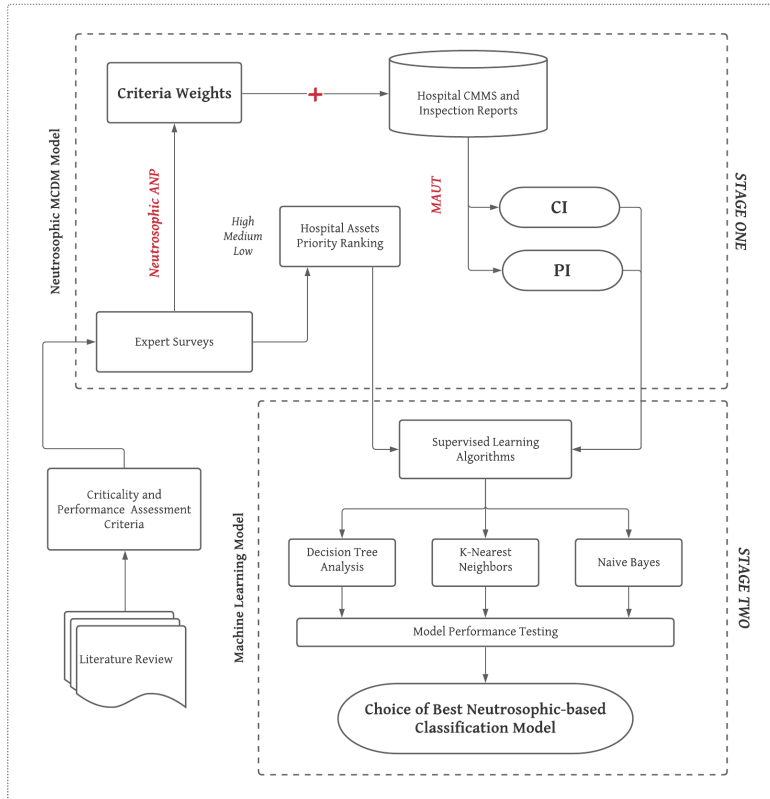 Criteria Weights
+
Hospital CMMS and
Inspection Reports
Neutrosophic MCDM Model
Neutrosophic ANP
High
Medium
Low
Hospital Assets
Priority Ranking
MAUT
CI
PI
STAGE ONE
Expert Surveys
Supervised Learning
Algorithms
Criticality and
Performance Assessment
Criteria
Decision Tree
Analysis
K-Nearest
Neighbors
Naive Bayes
Machine Learning Model
STAGE TWO
Model Performance Testing
Literature Review
Choice of Best Neutrosophic-based
Classification Model